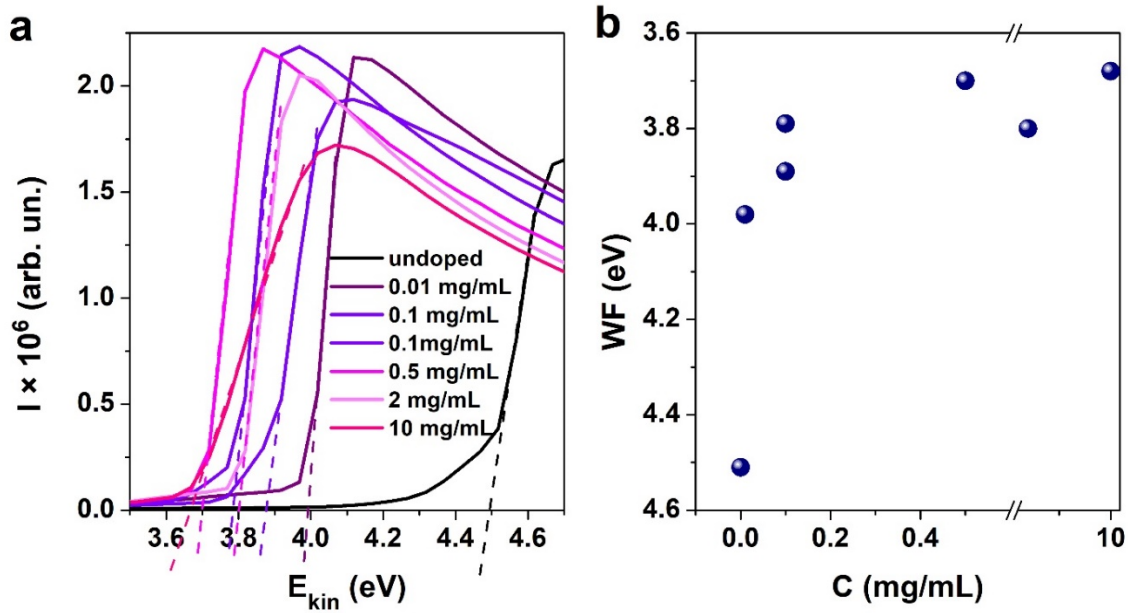 a
I × 10⁶ (arb. un.)
2.0
1.5
1.0
0.5
0.0
3.6 3.8 4.0 4.2 4.4 4.6
E_kin (eV)
undoped
0.01 mg/mL
0.1 mg/mL
0.1mg/mL
0.5 mg/mL
2 mg/mL
10 mg/mL
b
WF (eV)
3.6
3.8
4.0
4.2
4.4
4.6
0.0 0.2 0.4 10
C (mg/mL)